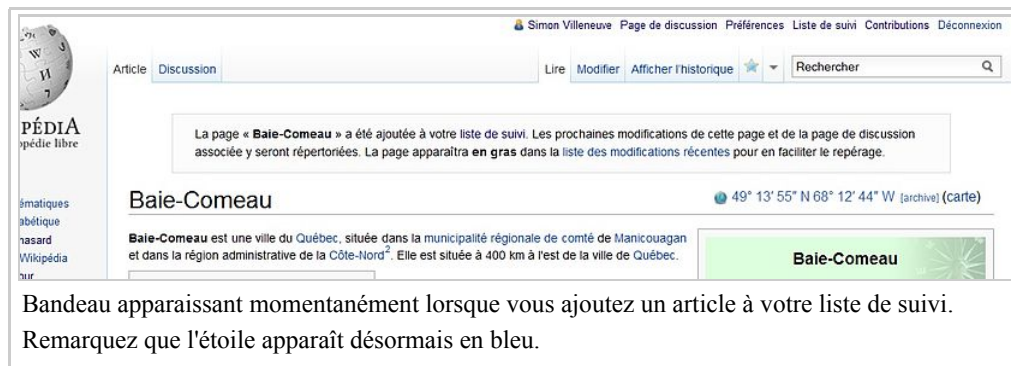 Simon Villeneuve Page de discussion Préférences Liste de suivi Contributions Déconnexion
Article Discussion Lire Modifier Afficher l'historique Rechercher
PÉDIA
opédie libre
La page « Baie-Comeau » a été ajoutée à votre liste de suivi. Les prochaines modifications de cette page et de la page de discussion
associée y seront répertoriées. La page apparaîtra en gras dans la liste des modifications récentes pour en faciliter le repérage.
ématiques
abétique
hasard
Wikipédia
Baie-Comeau 49° 13′ 55″ N 68° 12′ 44″ W [archive] (carte)
Baie-Comeau est une ville du Québec, située dans la municipalité régionale de comté de Manicouagan
et dans la région administrative de la Côte-Nord2. Elle est située à 400 km à l'est de la ville de Québec.
Baie-Comeau
Bandeau apparaissant momentanément lorsque vous ajoutez un article à votre liste de suivi.
Remarquez que l'étoile apparaît désormais en bleu.